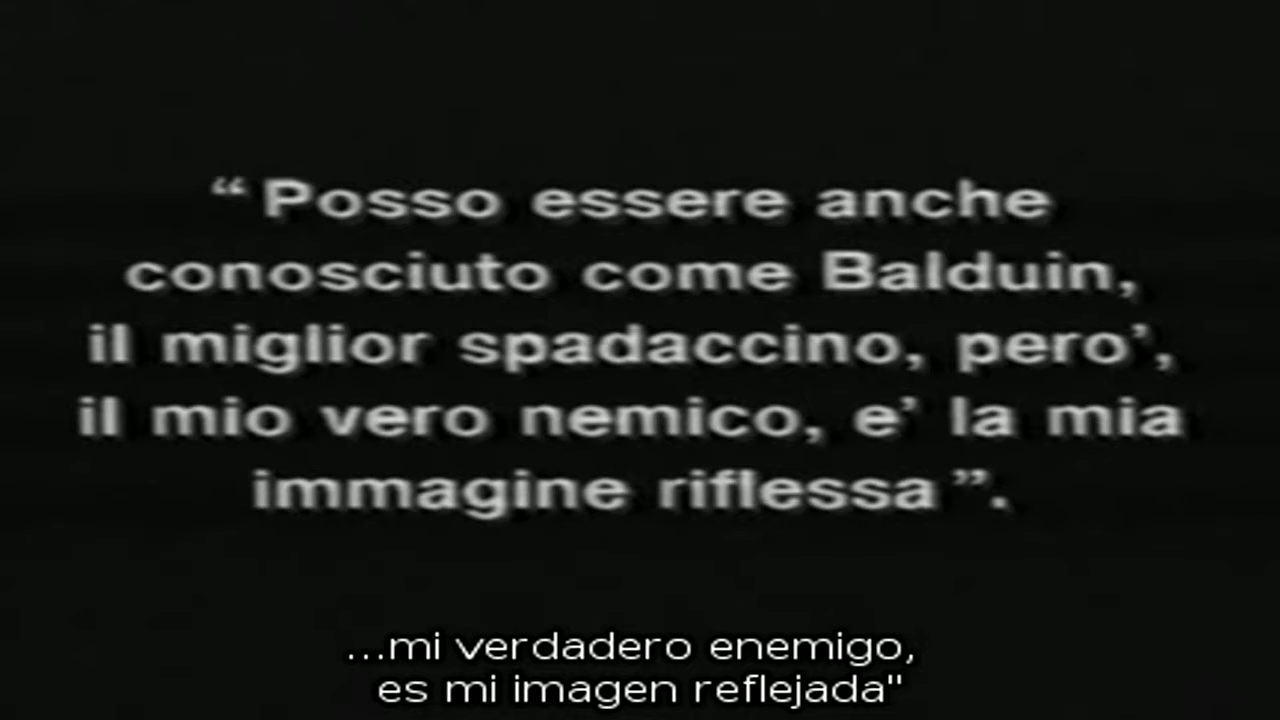 “ Posso essere anche
conosciuto come Balduin,
il miglior spadaccino, pero’,
il mio vero nemico, e’ la mia
immagine riflessa ”.
...mi verdadero enemigo,
es mi imagen reflejada"